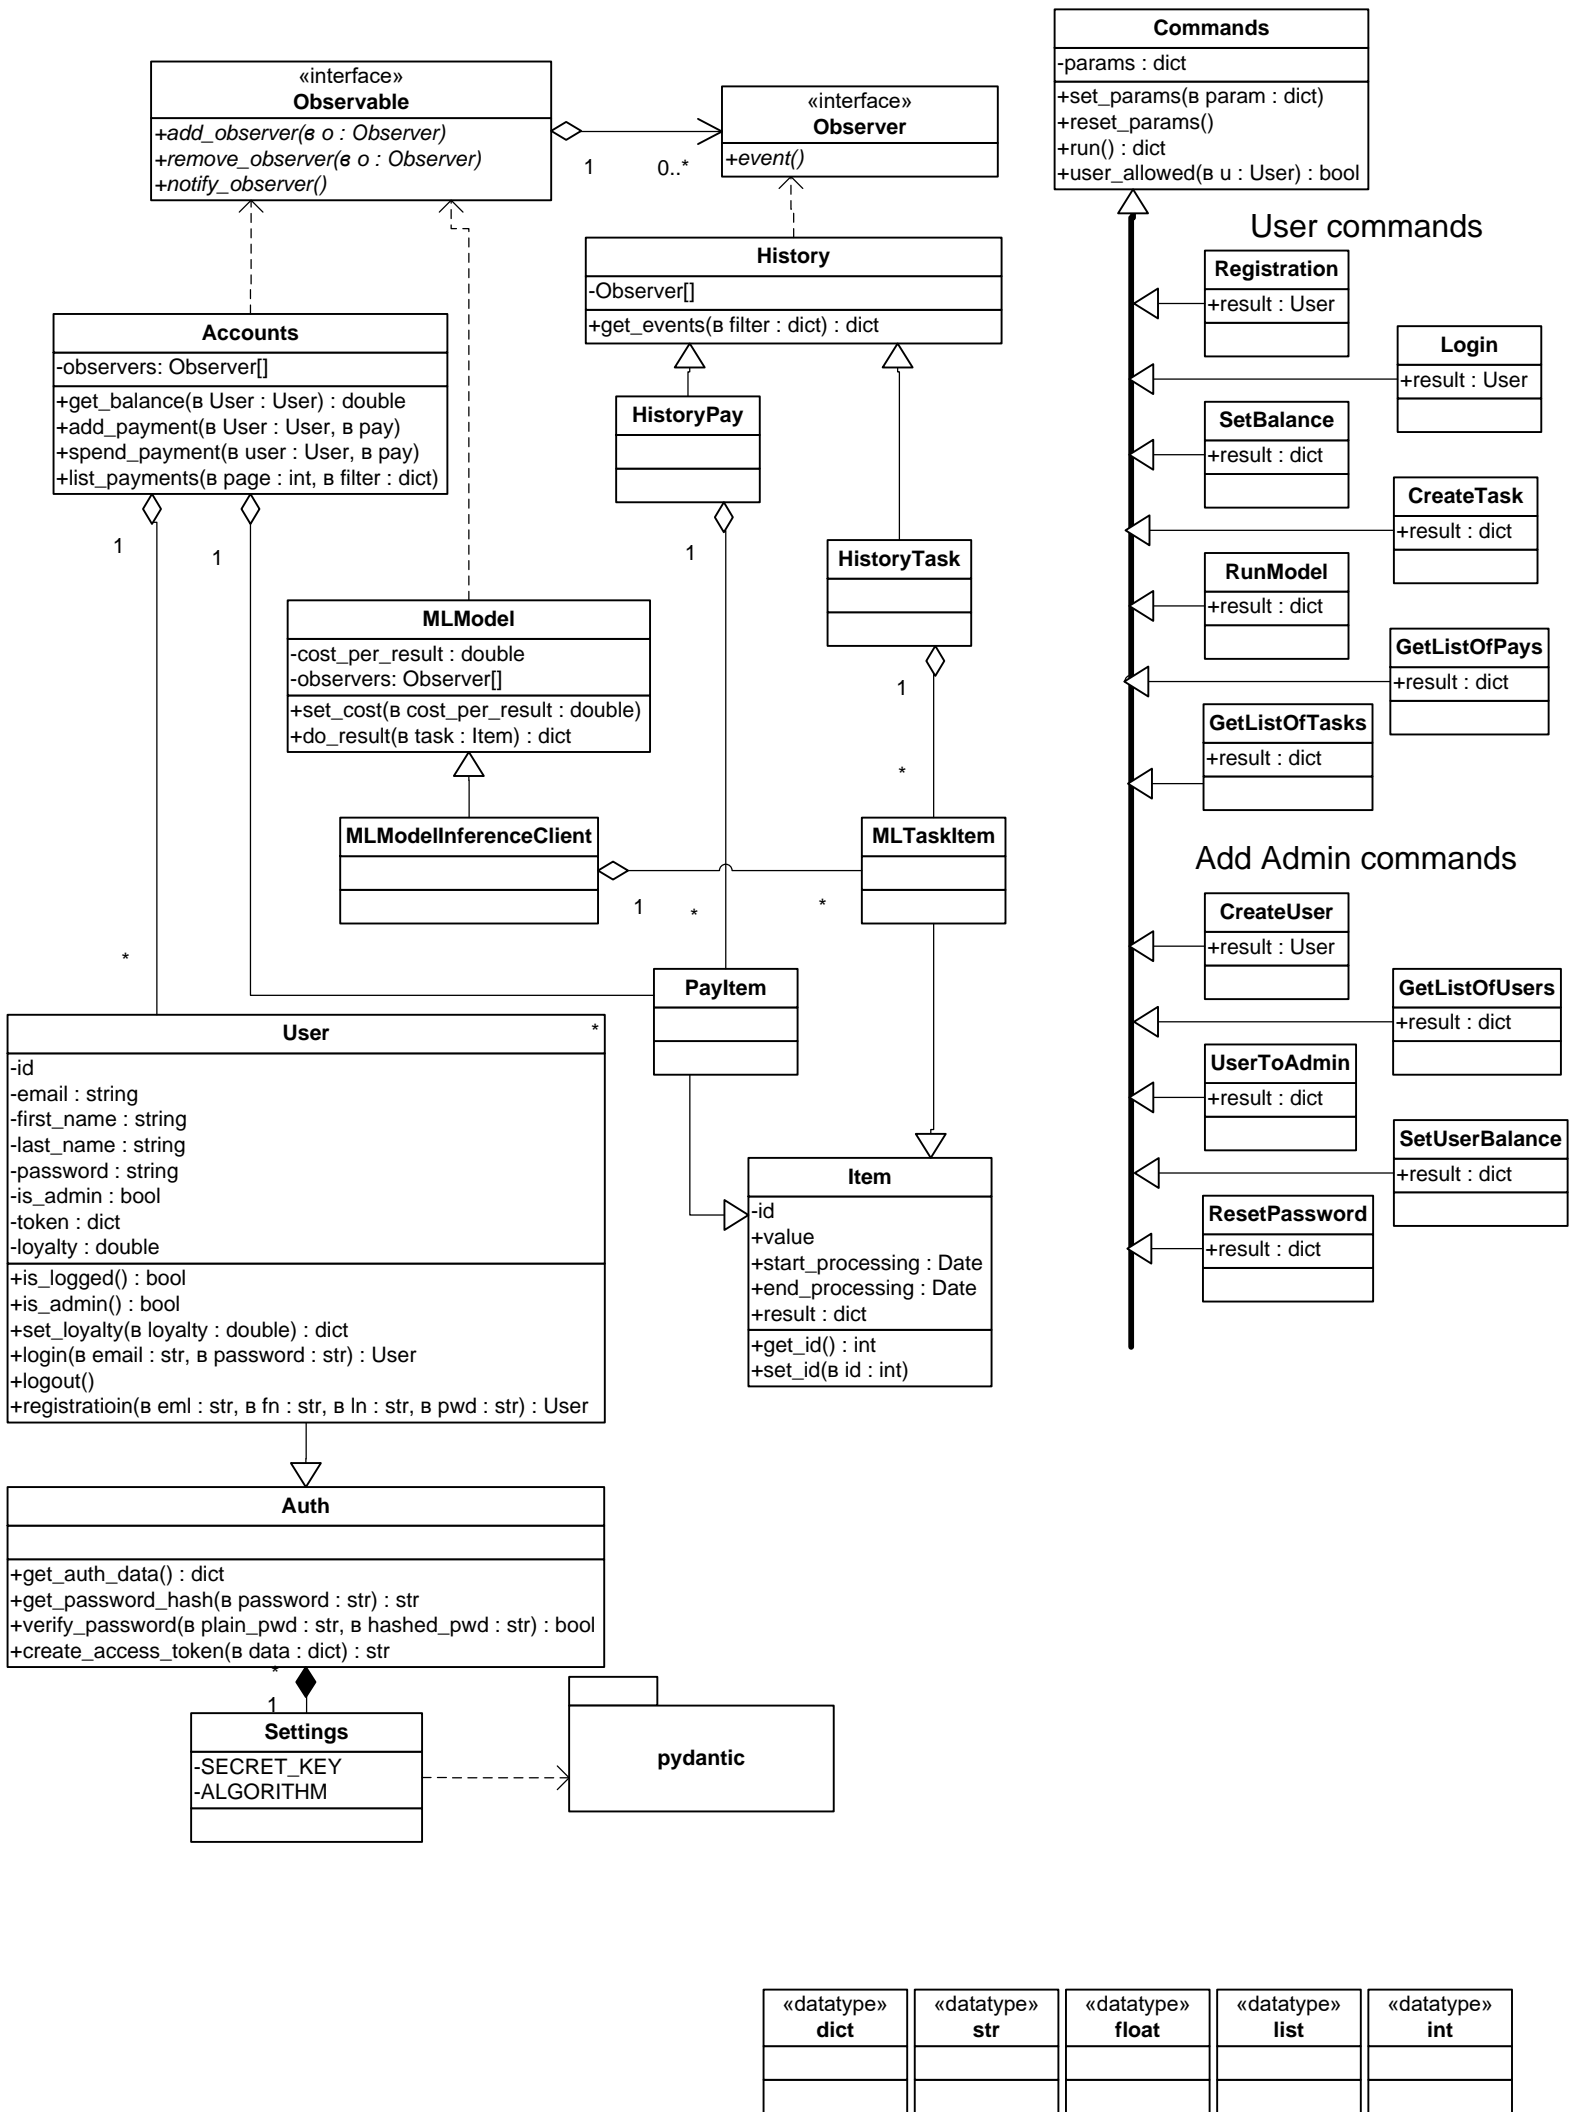 «interface»
Observable
+add_observer(в o : Observer)
+remove_observer(в o : Observer)
+notify_observer()
1
0..*
«interface»
Observer
+event()
Commands
-params : dict
+set_params(в param : dict)
+reset_params()
+run() : dict
+user_allowed(в u : User) : bool
History
-Observer[]
+get_events(в filter : dict) : dict
Accounts
-observers: Observer[]
+get_balance(в User : User) : double
+add_payment(в User : User, в pay)
+spend_payment(в user : User, в pay)
+list_payments(в page : int, в filter : dict)
1
1
*
HistoryPay
1
*
HistoryTask
1
*
MLModel
-cost_per_result : double
-observers: Observer[]
+set_cost(в cost_per_result : double)
+do_result(в task : Item) : dict
MLModelInferenceClient
1
*
MLTaskItem
PayItem
User
*
-id
-email : string
-first_name : string
-last_name : string
-password : string
-is_admin : bool
-token : dict
-loyalty : double
+is_logged() : bool
+is_admin() : bool
+set_loyalty(в loyalty : double) : dict
+login(в email : str, в password : str) : User
+logout()
+registratioin(в eml : str, в fn : str, в ln : str, в pwd : str) : User
Item
-id
+value
+start_processing : Date
+end_processing : Date
+result : dict
+get_id() : int
+set_id(в id : int)
Auth
+get_auth_data() : dict
+get_password_hash(в password : str) : str
+verify_password(в plain_pwd : str, в hashed_pwd : str) : bool
+create_access_token(в data : dict) : str
*
1
Settings
-SECRET_KEY
-ALGORITHM
pydantic
User commands
Registration
+result : User
Login
+result : User
SetBalance
+result : dict
CreateTask
+result : dict
RunModel
+result : dict
GetListOfPays
+result : dict
GetListOfTasks
+result : dict
Add Admin commands
CreateUser
+result : User
GetListOfUsers
+result : dict
UserToAdmin
+result : dict
SetUserBalance
+result : dict
ResetPassword
+result : dict
«datatype»
dict
«datatype»
str
«datatype»
float
«datatype»
list
«datatype»
int